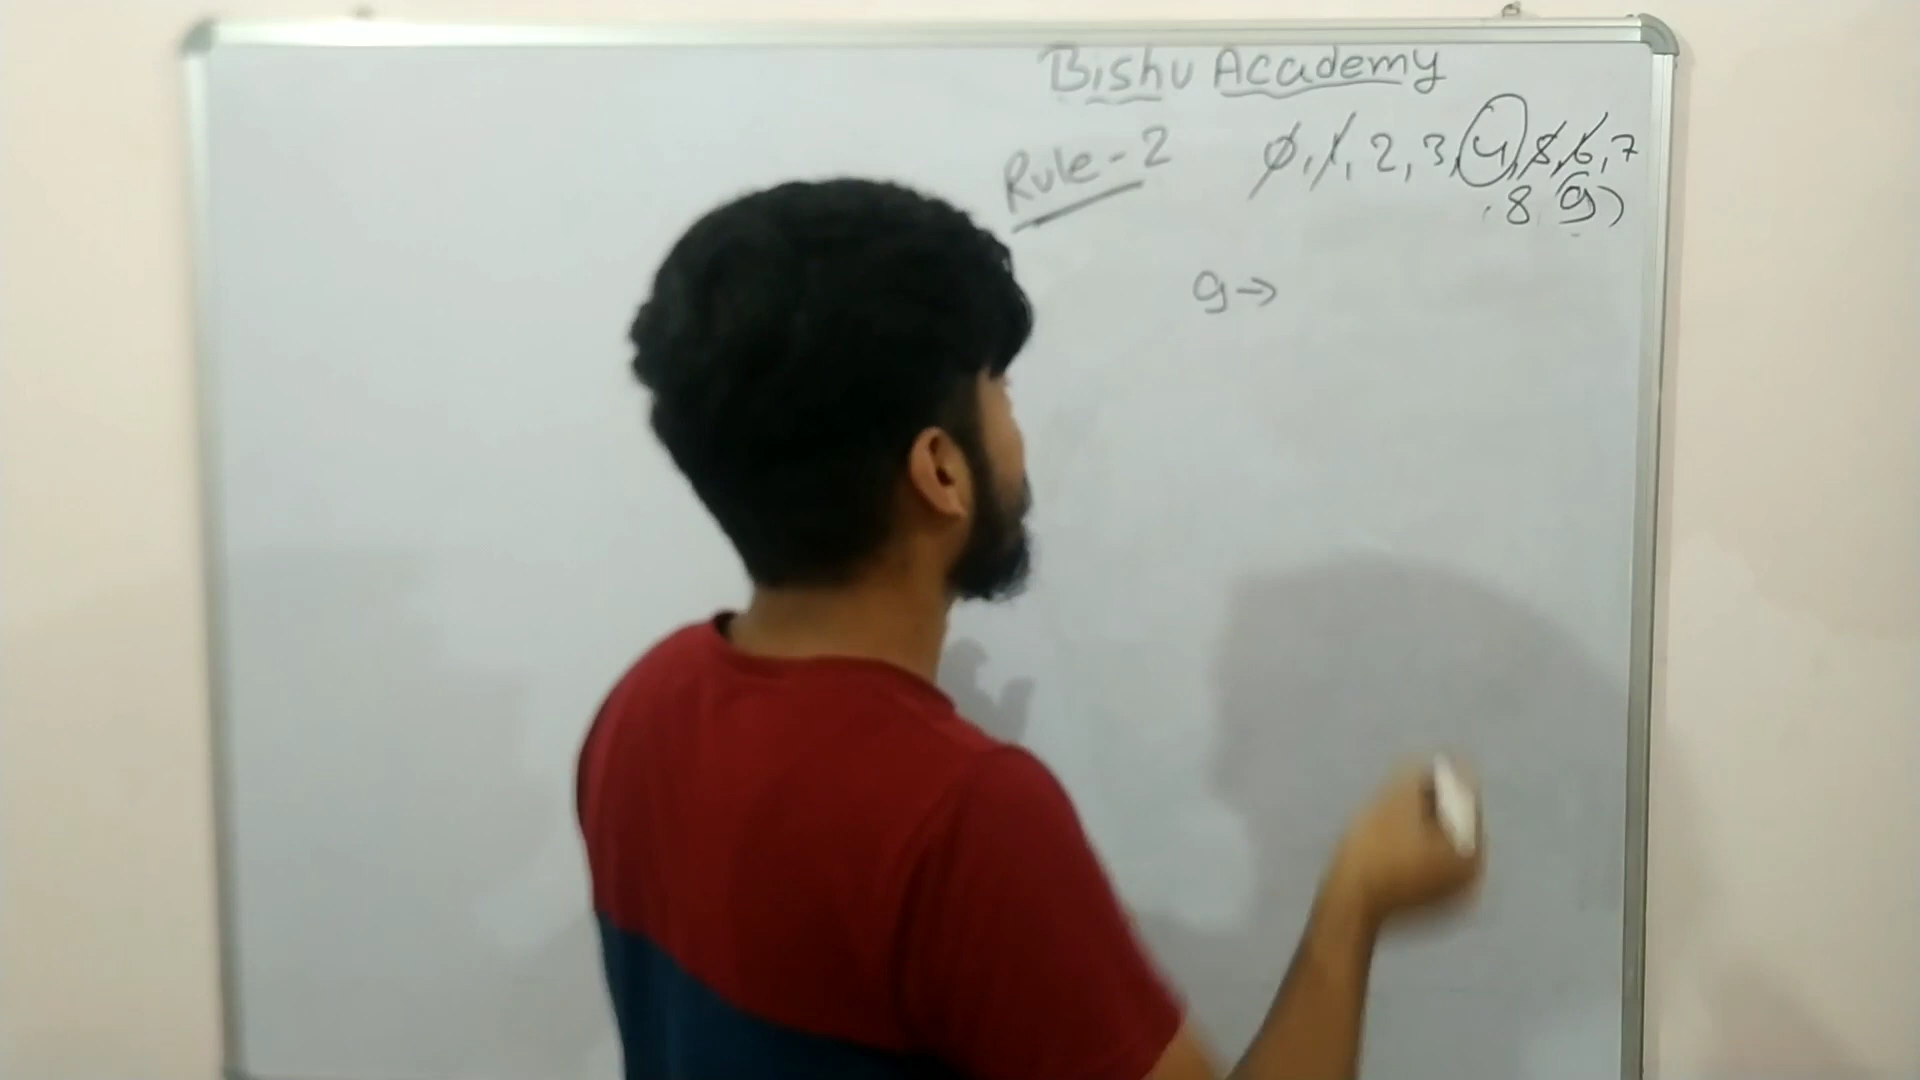 Bishu Academy
Rule-2
0, 1, 2, 3, 4, 5, 6, 7
, 8, 9)
9→